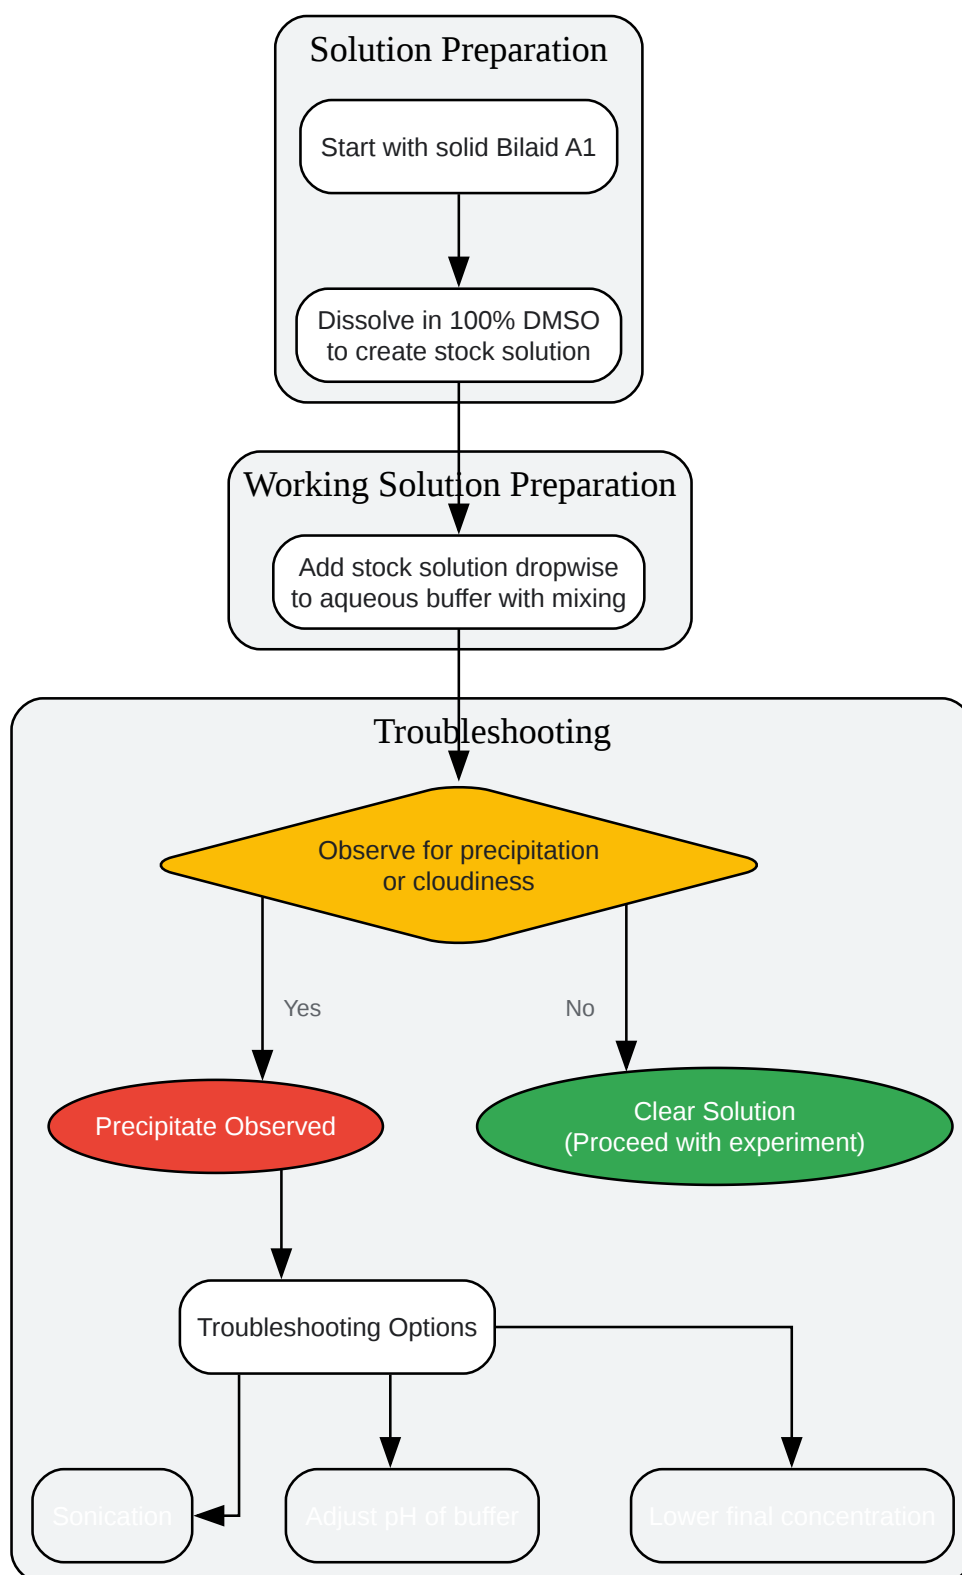 Solution Preparation
Start with solid Bilaid A1
Dissolve in 100% DMSO
to create stock solution
Working Solution Preparation
Add stock solution dropwise
to aqueous buffer with mixing
Troubleshooting
Observe for precipitation
or cloudiness
Yes
No
Precipitate Observed
Clear Solution
(Proceed with experiment)
Troubleshooting Options
Sonication
Adjust pH of buffer
Lower final concentration